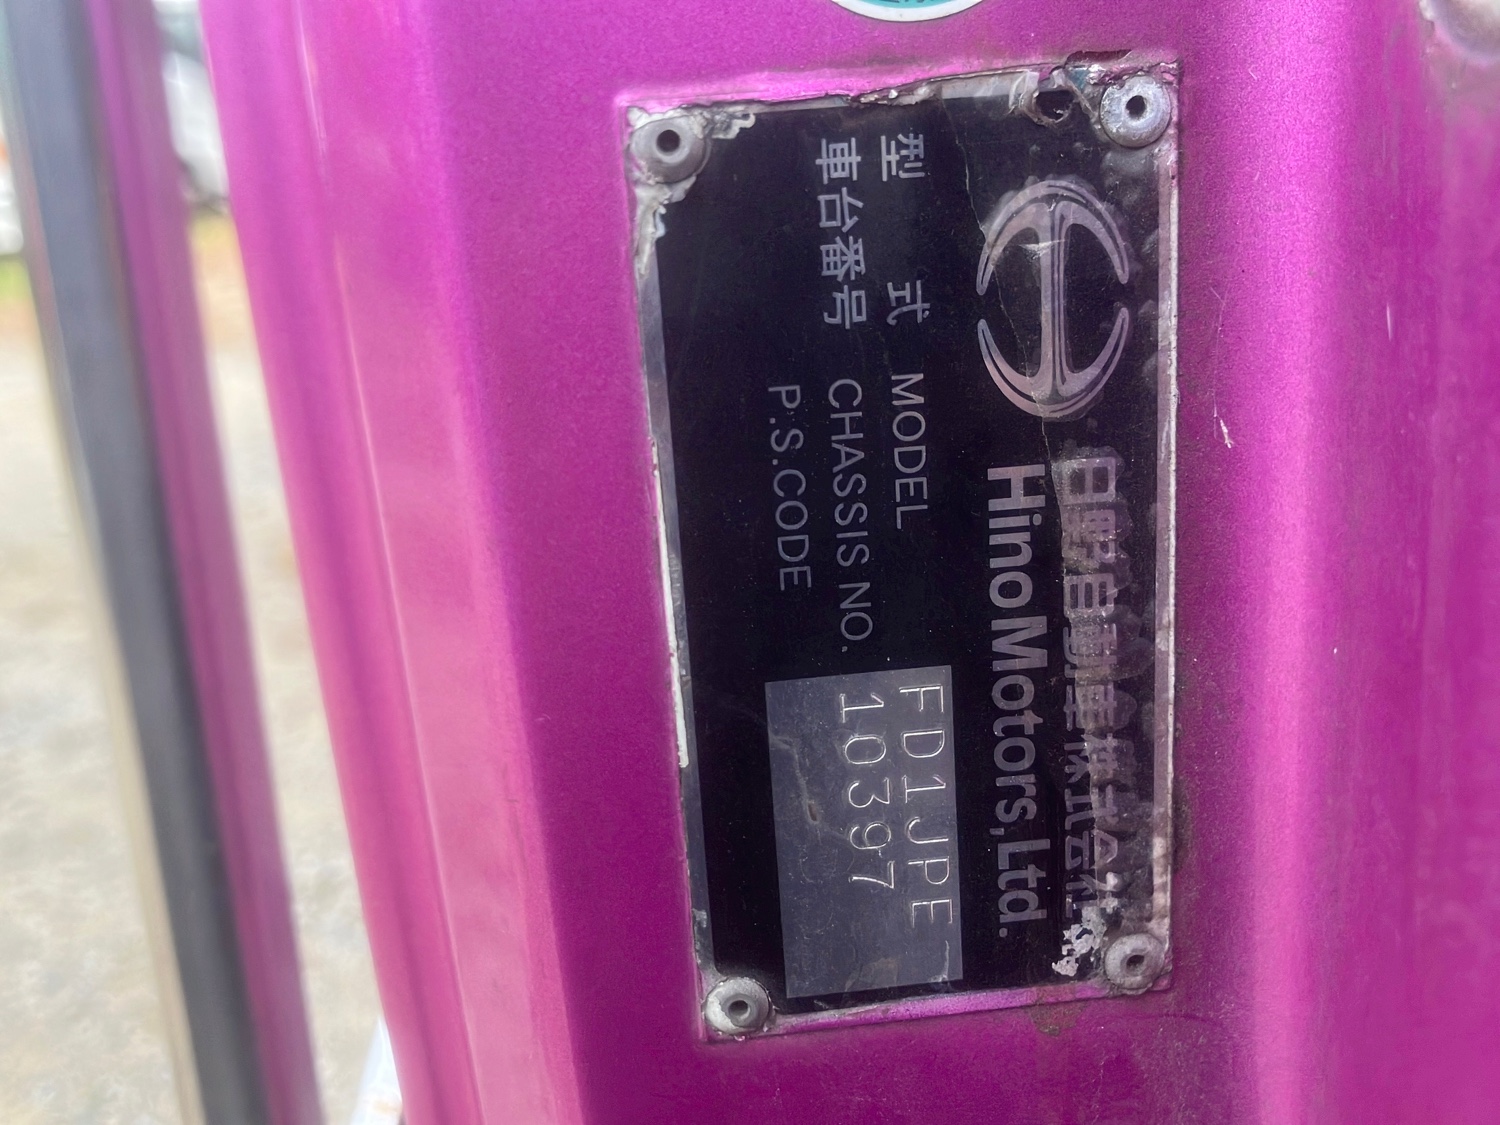 日野自動車株式会社
Hino Motors, Ltd.
型 式 MODEL FD1JPE
車台番号 CHASSIS NO. 10397
P.S.CODE